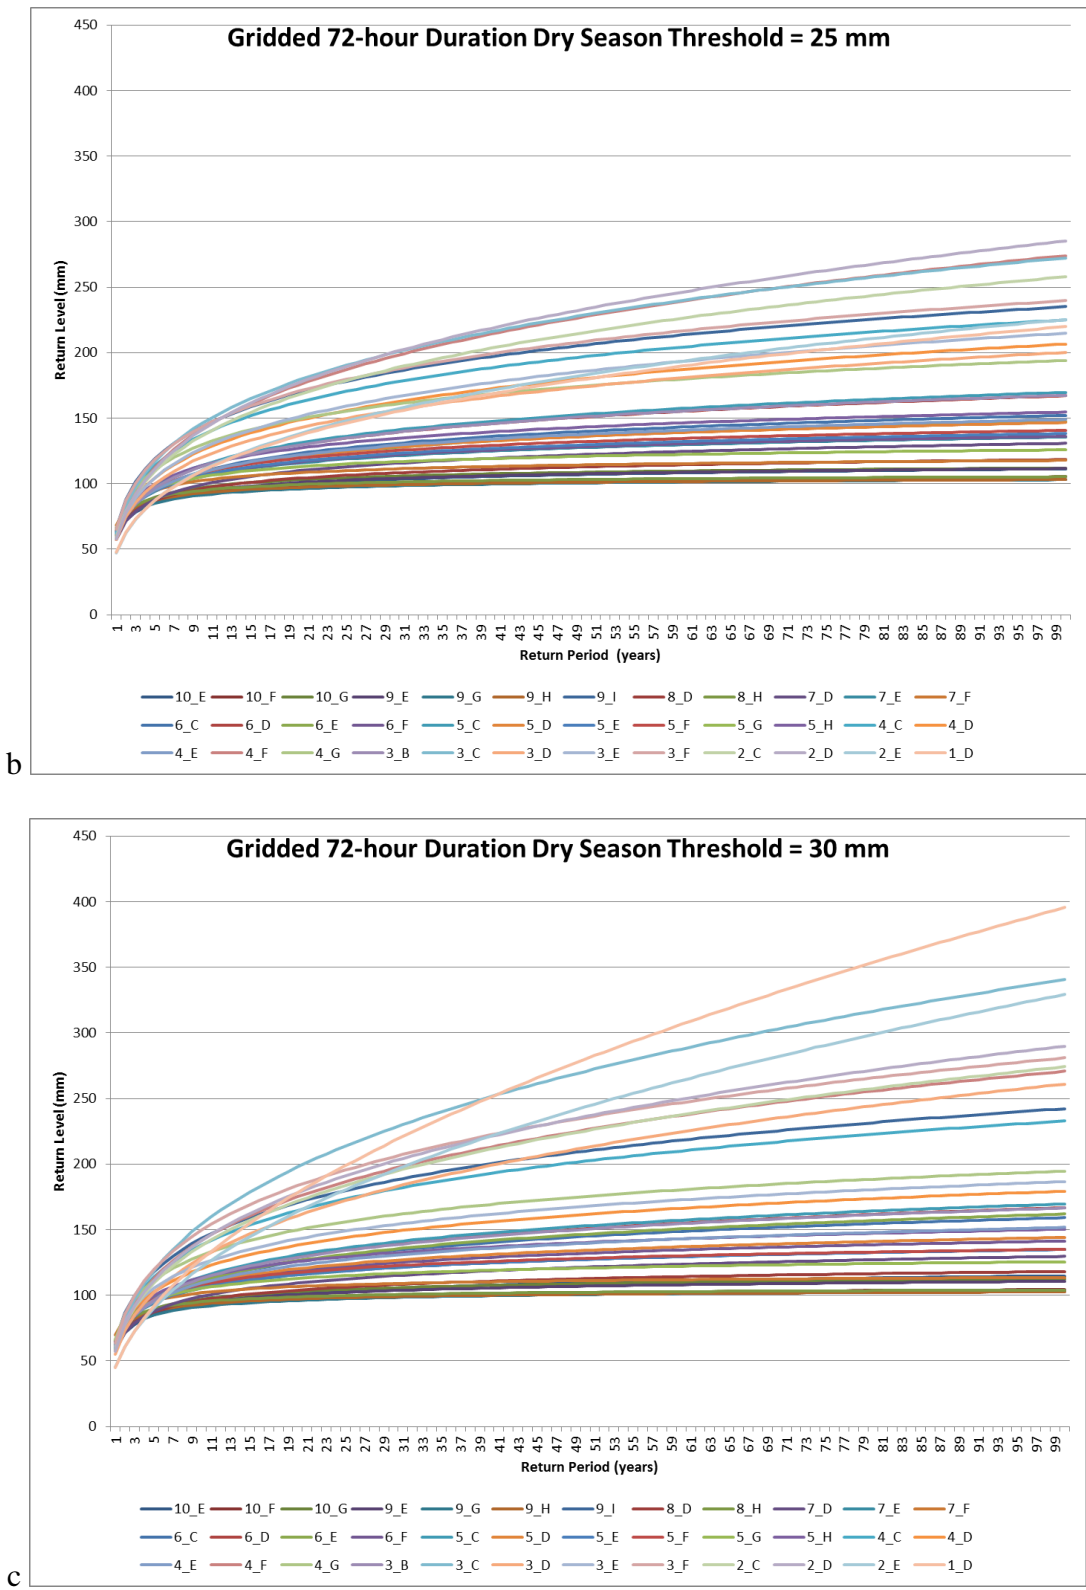 Gridded 72-hour Duration Dry Season Threshold = 25 mm
450
400
350
300
250
200
150
100
50
0
Return Level (mm)
1 3 5 7 9 11 13 15 17 19 21 23 25 27 29 31 33 35 37 39 41 43 45 47 49 51 53 55 57 59 61 63 65 67 69 71 73 75 77 79 81 83 85 87 89 91 93 95 97 99
Return Period (years)
10_E 10_F 10_G 9_E 9_G 9_H 9_I 8_D 8_H 7_D 7_E 7_F
6_C 6_D 6_E 6_F 5_C 5_D 5_E 5_F 5_G 5_H 4_C 4_D
4_E 4_F 4_G 3_B 3_C 3_D 3_E 3_F 2_C 2_D 2_E 1_D
b
Gridded 72-hour Duration Dry Season Threshold = 30 mm
450
400
350
300
250
200
150
100
50
0
Return Level (mm)
1 3 5 7 9 11 13 15 17 19 21 23 25 27 29 31 33 35 37 39 41 43 45 47 49 51 53 55 57 59 61 63 65 67 69 71 73 75 77 79 81 83 85 87 89 91 93 95 97 99
Return Period (years)
10_E 10_F 10_G 9_E 9_G 9_H 9_I 8_D 8_H 7_D 7_E 7_F
6_C 6_D 6_E 6_F 5_C 5_D 5_E 5_F 5_G 5_H 4_C 4_D
4_E 4_F 4_G 3_B 3_C 3_D 3_E 3_F 2_C 2_D 2_E 1_D
c